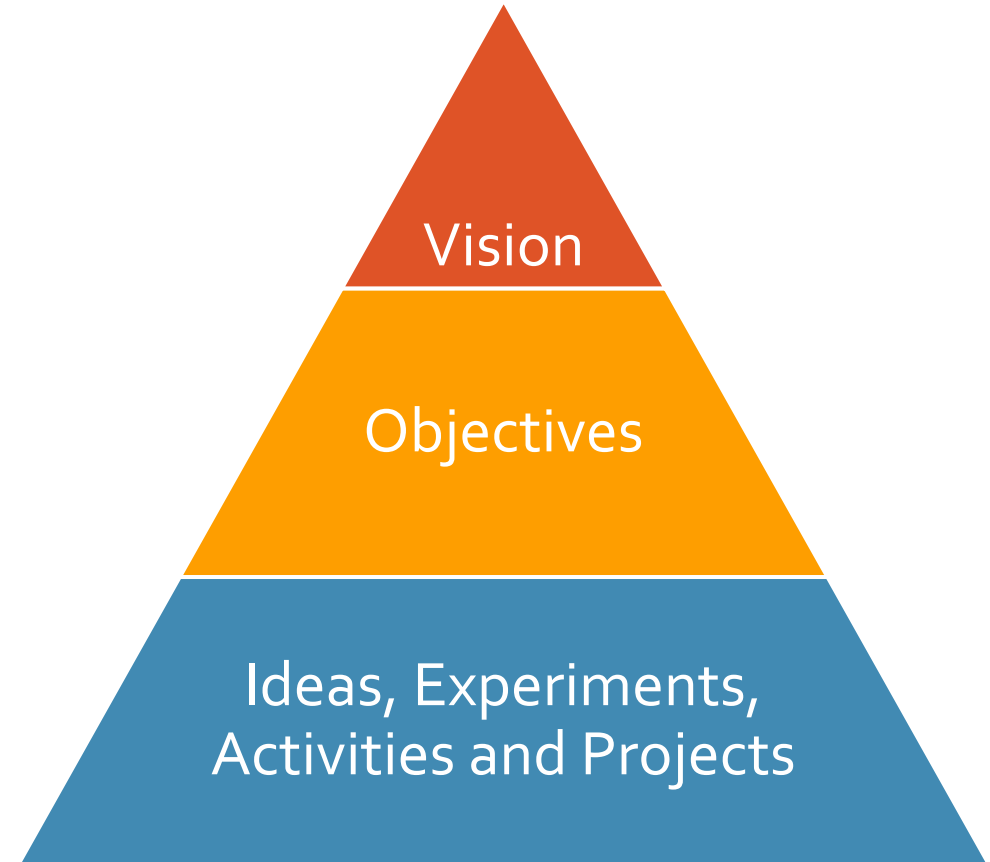 Vision
Objectives
Ideas, Experiments,
Activities and Projects